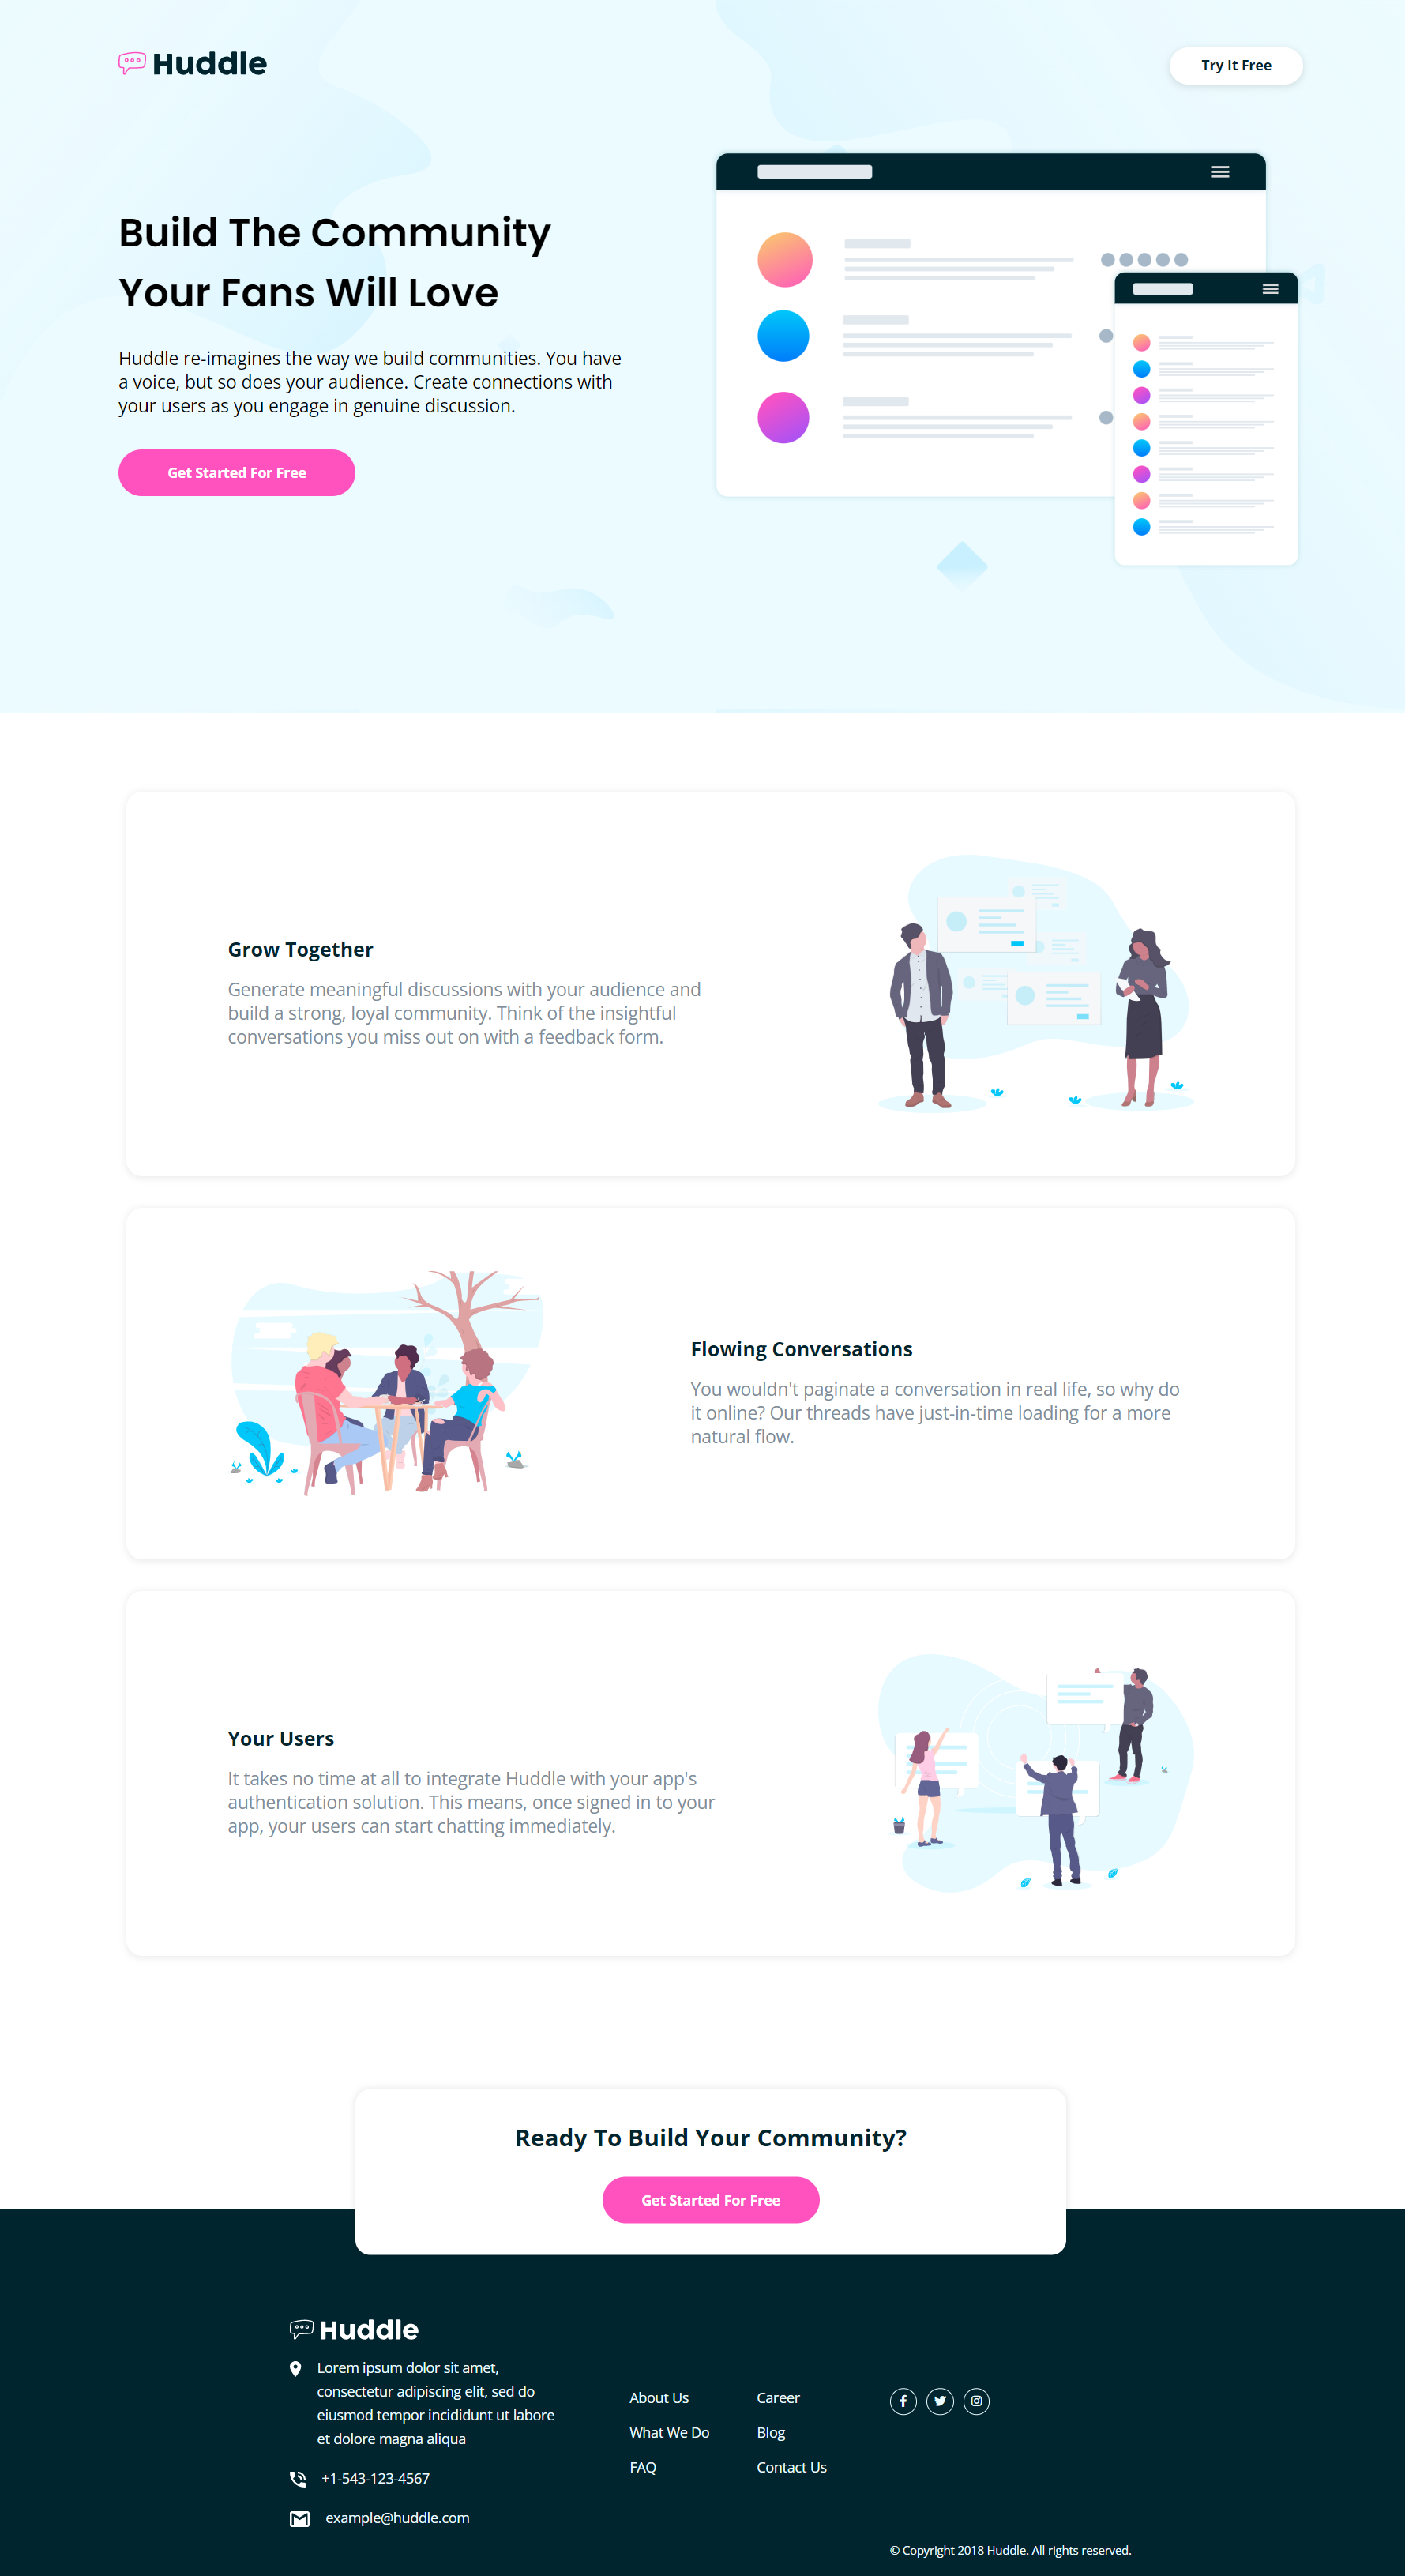 Huddle
Try It Free
Build The Community
Your Fans Will Love
Huddle re-imagines the way we build communities. You have
a voice, but so does your audience. Create connections with
your users as you engage in genuine discussion.
Get Started For Free
Grow Together
Generate meaningful discussions with your audience and
build a strong, loyal community. Think of the insightful
conversations you miss out on with a feedback form.
Flowing Conversations
You wouldn't paginate a conversation in real life, so why do
it online? Our threads have just-in-time loading for a more
natural flow.
Your Users
It takes no time at all to integrate Huddle with your app's
authentication solution. This means, once signed in to your
app, your users can start chatting immediately.
Ready To Build Your Community?
Get Started For Free
Huddle
Lorem ipsum dolor sit amet,
consectetur adipiscing elit, sed do
eiusmod tempor incididunt ut labore
et dolore magna aliqua
+1-543-123-4567
example@huddle.com
About Us
What We Do
FAQ
Career
Blog
Contact Us
© Copyright 2018 Huddle. All rights reserved.